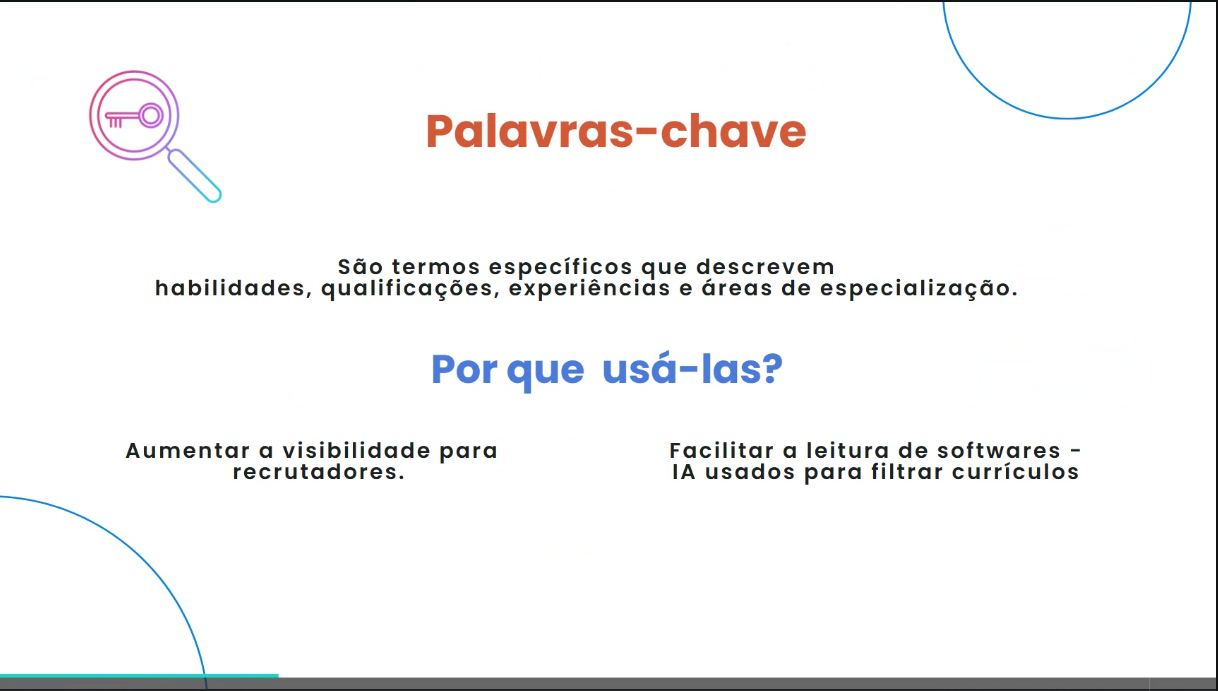 Palavras-chave
São termos específicos que descrevem
habilidades, qualificações, experiências e áreas de especialização.
Por que usá-las?
Aumentar a visibilidade para
recrutadores.
Facilitar a leitura de softwares -
IA usados para filtrar currículos